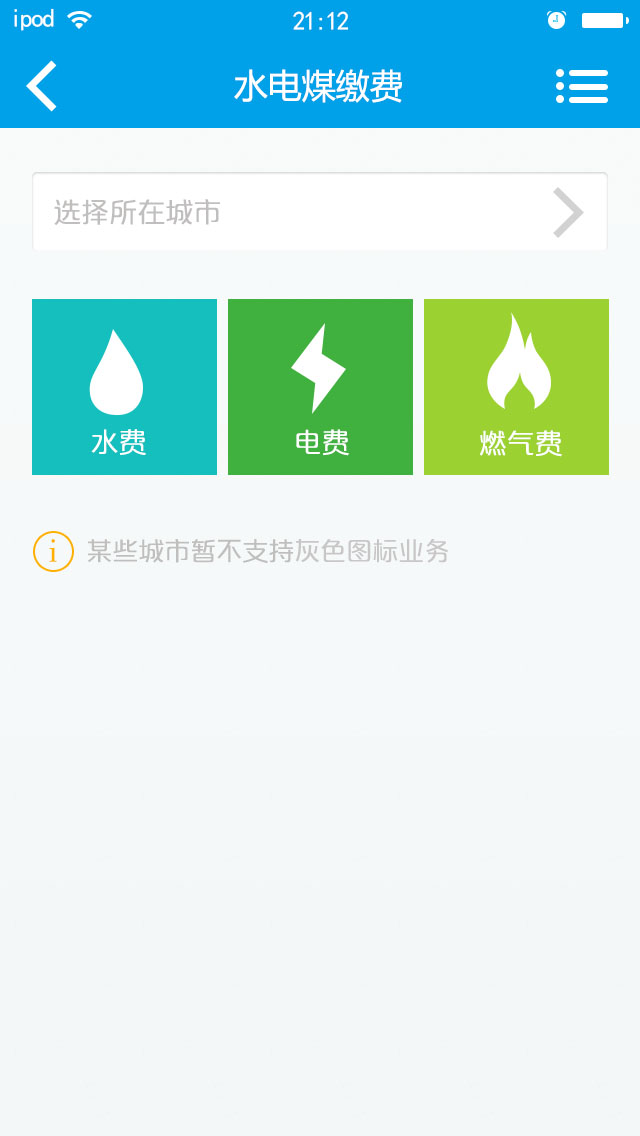 ipod 21:12
水电煤缴费
选择所在城市
水费 电费 燃气费
i 某些城市暂不支持灰色图标业务